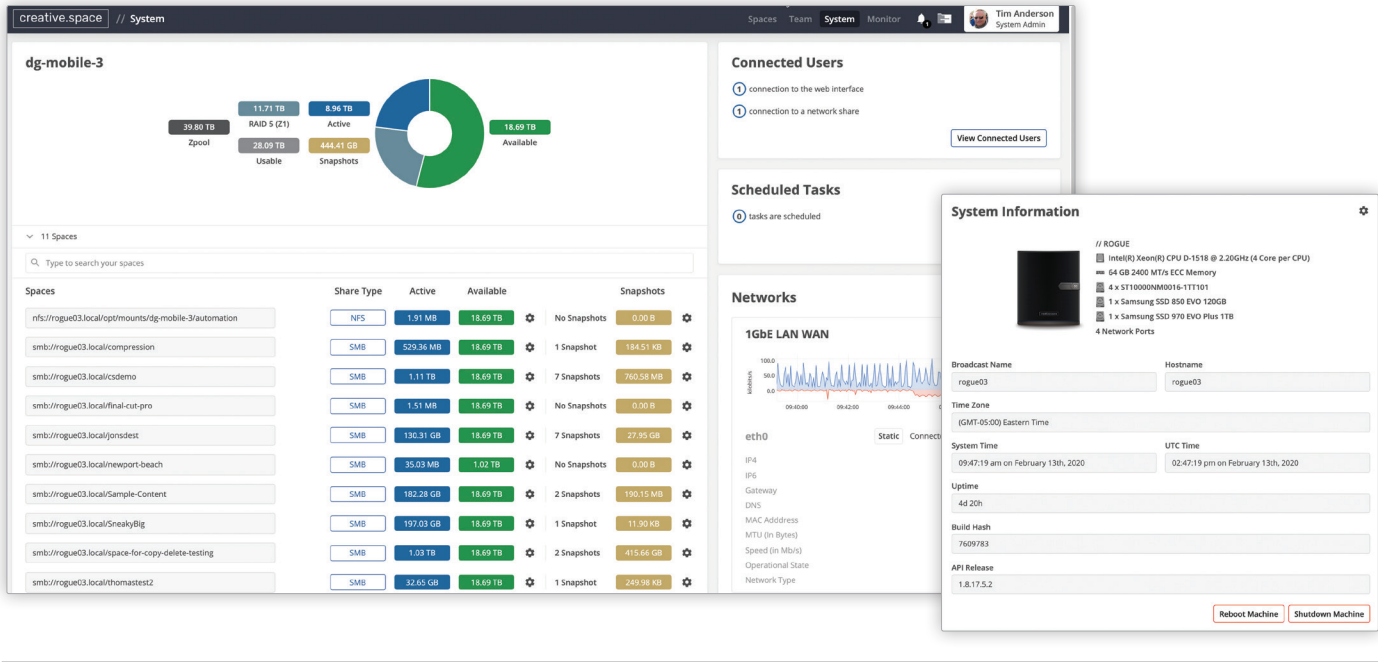 creative.space // System
Spaces Team System Monitor 1 Tim Anderson
System Admin
dg-mobile-3
39.80 TB
Zpool
11.71 TB
RAID 5 (Z1)
8.96 TB
Active
28.09 TB
Usable
444.41 GB
Snapshots
18.69 TB
Available
11 Spaces
Type to search your spaces
Spaces Share Type Active Available Snapshots
nfs://rogue03.local/opt/mounts/dg-mobile-3/automation NFS 1.91 MB 18.69 TB No Snapshots 0.00 B
smb://rogue03.local/compression SMB 529.36 MB 18.69 TB 1 Snapshot 184.51 KB
smb://rogue03.local/csdemo SMB 1.11 TB 18.69 TB 7 Snapshots 760.58 MB
smb://rogue03.local/final-cut-pro SMB 1.51 MB 18.69 TB No Snapshots 0.00 B
smb://rogue03.local/jonsdest SMB 130.31 GB 18.69 TB 7 Snapshots 27.95 GB
smb://rogue03.local/newport-beach SMB 35.03 MB 1.02 TB No Snapshots 0.00 B
smb://rogue03.local/Sample-Content SMB 182.28 GB 18.69 TB 2 Snapshots 190.15 MB
smb://rogue03.local/SneakyBig SMB 197.03 GB 18.69 TB 1 Snapshot 11.90 KB
smb://rogue03.local/space-for-copy-delete-testing SMB 1.03 TB 18.69 TB 2 Snapshots 415.66 GB
smb://rogue03.local/thomastest2 SMB 32.65 GB 18.69 TB 1 Snapshot 249.98 KB
Connected Users
1 connection to the web interface
1 connection to a network share
View Connected Users
Scheduled Tasks
0 tasks are scheduled
Networks
1GbE LAN WAN
kilobits/s
100.0
50.0
0.0
09:40:00 09:42:00 09:44:00
eth0 Static Connecte
IP4
IP6
Gateway
DNS
MAC Adddress
MTU (in Bytes)
Speed (in Mb/s)
Operational State
Network Type
System Information
// ROGUE
Intel(R) Xeon(R) CPU D-1518 @ 2.20GHz (4 Core per CPU)
64 GB 2400 MT/s ECC Memory
4 x ST10000NM0016-1TT101
1 x Samsung SSD 850 EVO 120GB
1 x Samsung SSD 970 EVO Plus 1TB
4 Network Ports
Broadcast Name Hostname
rogue03 rogue03
Time Zone
(GMT-05:00) Eastern Time
System Time UTC Time
09:47:19 am on February 13th, 2020 02:47:19 pm on February 13th, 2020
Uptime
4d 20h
Build Hash
7609783
API Release
1.8.17.5.2
Reboot Machine Shutdown Machine